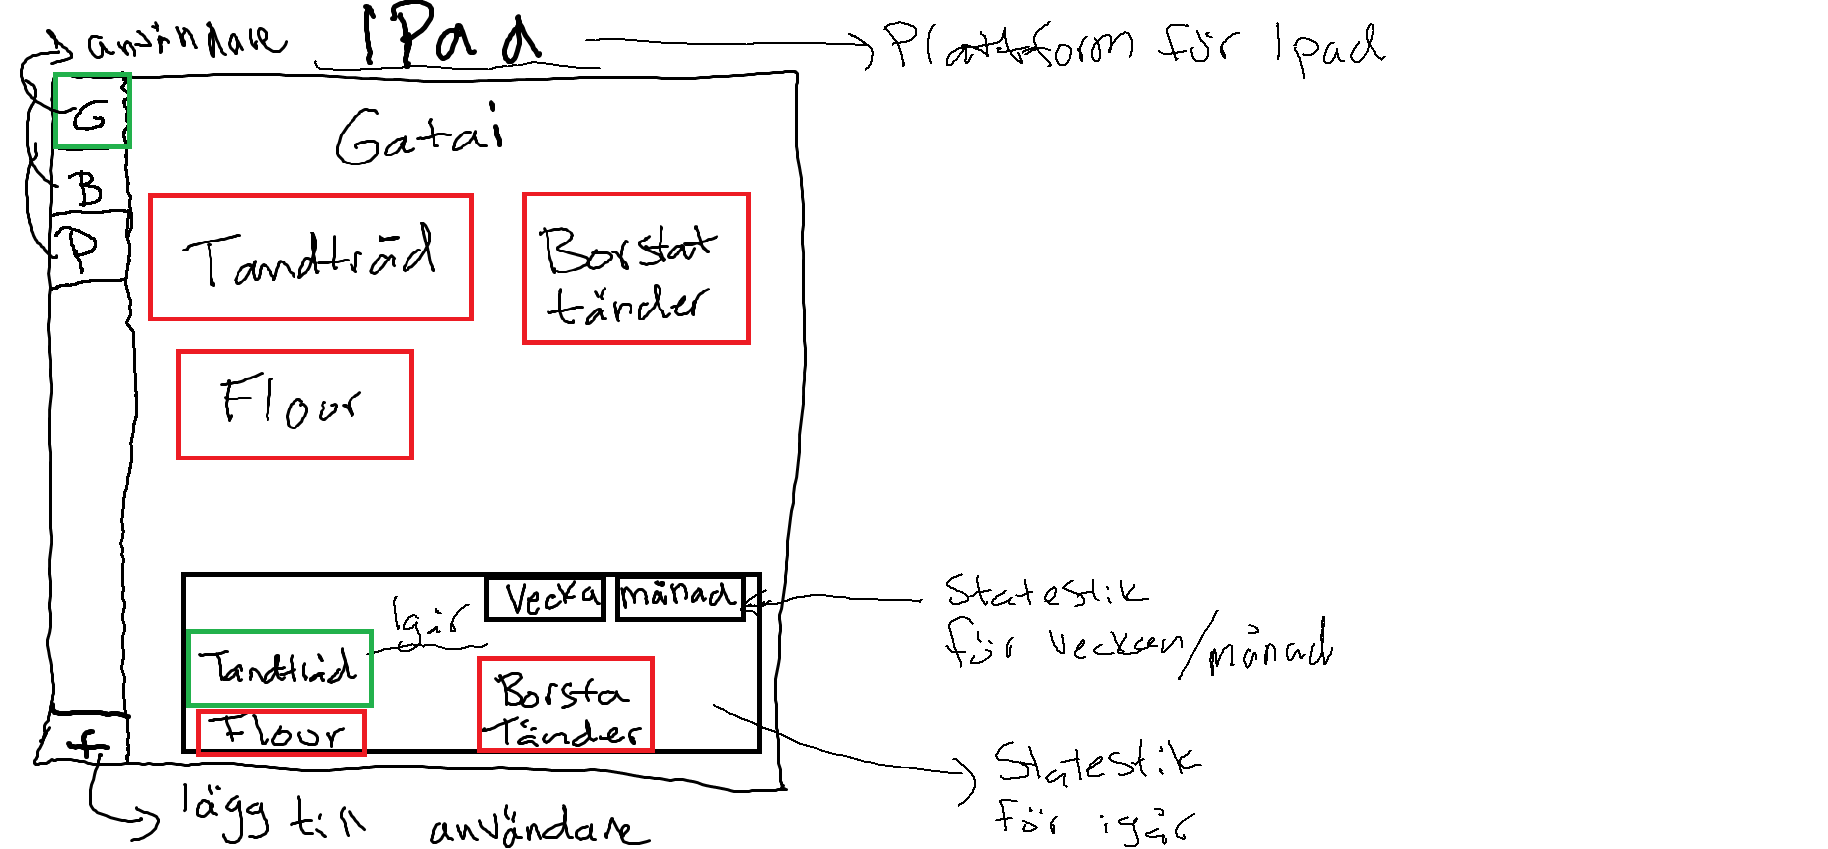 användare
IPad
Plattform för Ipad
G
Gatai
B
P
Tandtråd
Borstat
tänder
Floor
Vecka
månad
Igår
Statestik
för veckan/månad
Tandtråd
Borsta
Tänder
Floor
+
Statestik
för igår
lägg till användare